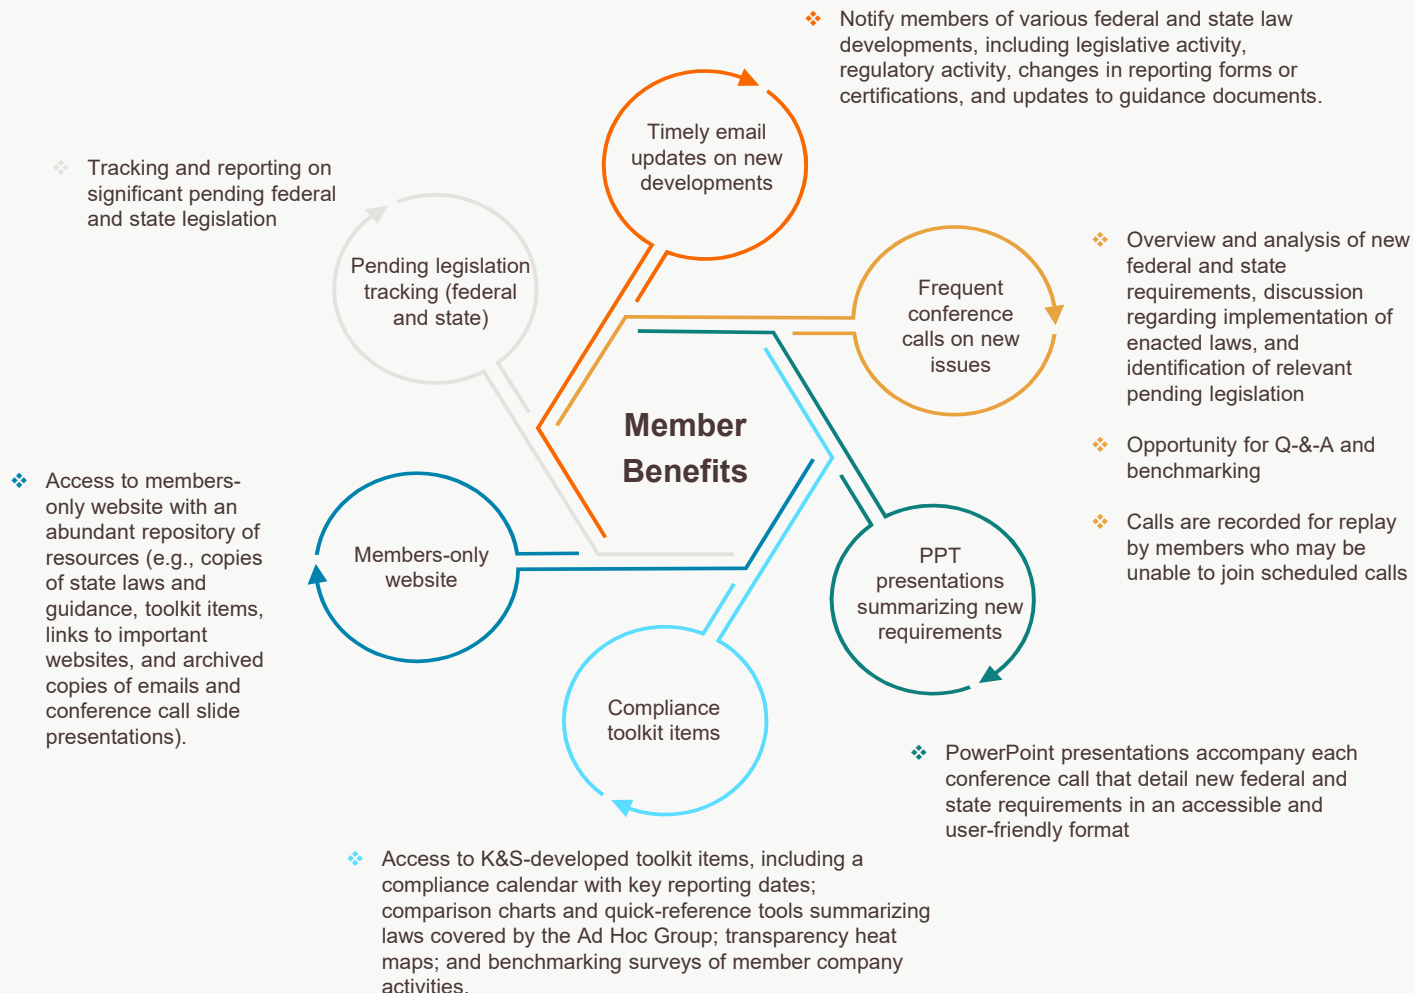 Notify members of various federal and state law
developments, including legislative activity,
regulatory activity, changes in reporting forms or
certifications, and updates to guidance documents.
Timely email
updates on new
developments
Tracking and reporting on
significant pending federal
and state legislation
Pending legislation
tracking (federal
and state)
Frequent
conference
calls on new
issues
Overview and analysis of new
federal and state
requirements, discussion
regarding implementation of
enacted laws, and
identification of relevant
pending legislation
Opportunity for Q-&-A and
benchmarking
Calls are recorded for replay
by members who may be
unable to join scheduled calls
Member
Benefits
Access to members-
only website with an
abundant repository of
resources (e.g., copies
of state laws and
guidance, toolkit items,
links to important
websites, and archived
copies of emails and
conference call slide
presentations).
Members-only
website
PPT
presentations
summarizing new
requirements
Compliance
toolkit items
PowerPoint presentations accompany each
conference call that detail new federal and
state requirements in an accessible and
user-friendly format
Access to K&S-developed toolkit items, including a
compliance calendar with key reporting dates;
comparison charts and quick-reference tools summarizing
laws covered by the Ad Hoc Group; transparency heat
maps; and benchmarking surveys of member company
activities.